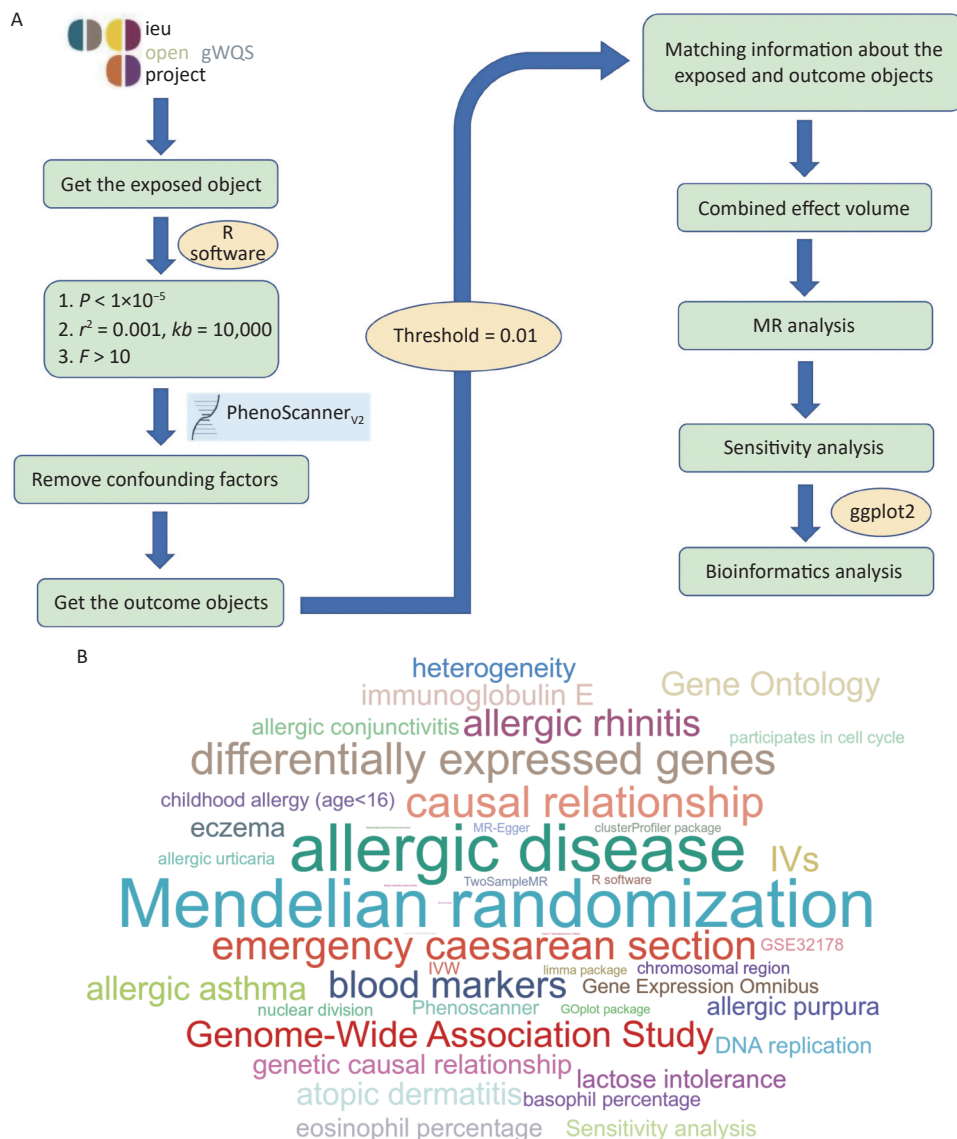 A
ieu
open gWQS
project
Get the exposed object
R
software
1. P < 1×10⁻⁵
2. r² = 0.001, kb = 10,000
3. F > 10
PhenoScanner V2
Remove confounding factors
Get the outcome objects
Threshold = 0.01
Matching information about the
exposed and outcome objects
Combined effect volume
MR analysis
Sensitivity analysis
ggplot2
Bioinformatics analysis
B
heterogeneity
immunoglobulin E
Gene Ontology
allergic conjunctivitis
allergic rhinitis
participates in cell cycle
differentially expressed genes
childhood allergy (age<16)
causal relationship
eczema
MR-Egger
clusterProfiler package
allergic urticaria
allergic disease
IVs
TwoSampleMR
R software
Mendelian randomization
emergency caesarean section
GSE32178
IVW
limma package
chromosomal region
allergic asthma
blood markers
Gene Expression Omnibus
nuclear division
Phenoscanner
GOplot package
allergic purpura
Genome-Wide Association Study
DNA replication
genetic causal relationship
lactose intolerance
atopic dermatitis
basophil percentage
eosinophil percentage
Sensitivity analysis